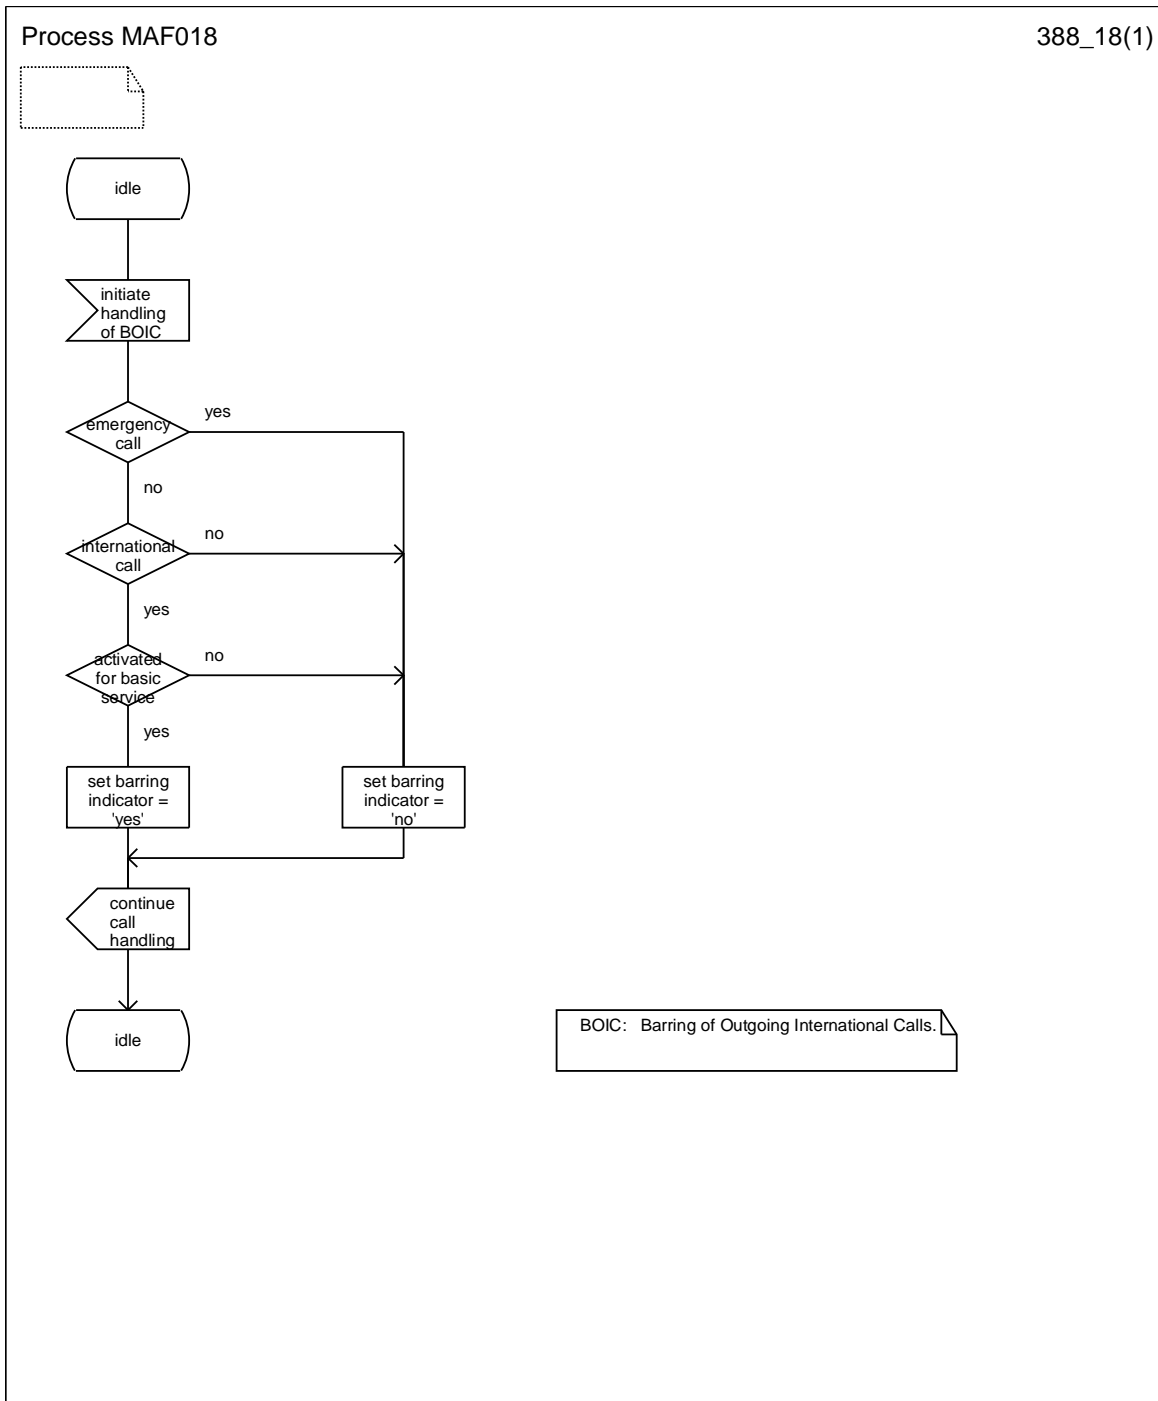 Process MAF018
388_18(1)
idle
initiate
handling
of BOIC
emergency
call
yes
no
international
call
no
yes
activated
for basic
service
no
yes
set barring
indicator =
'yes'
set barring
indicator =
'no'
continue
call
handling
idle
BOIC: Barring of Outgoing International Calls.